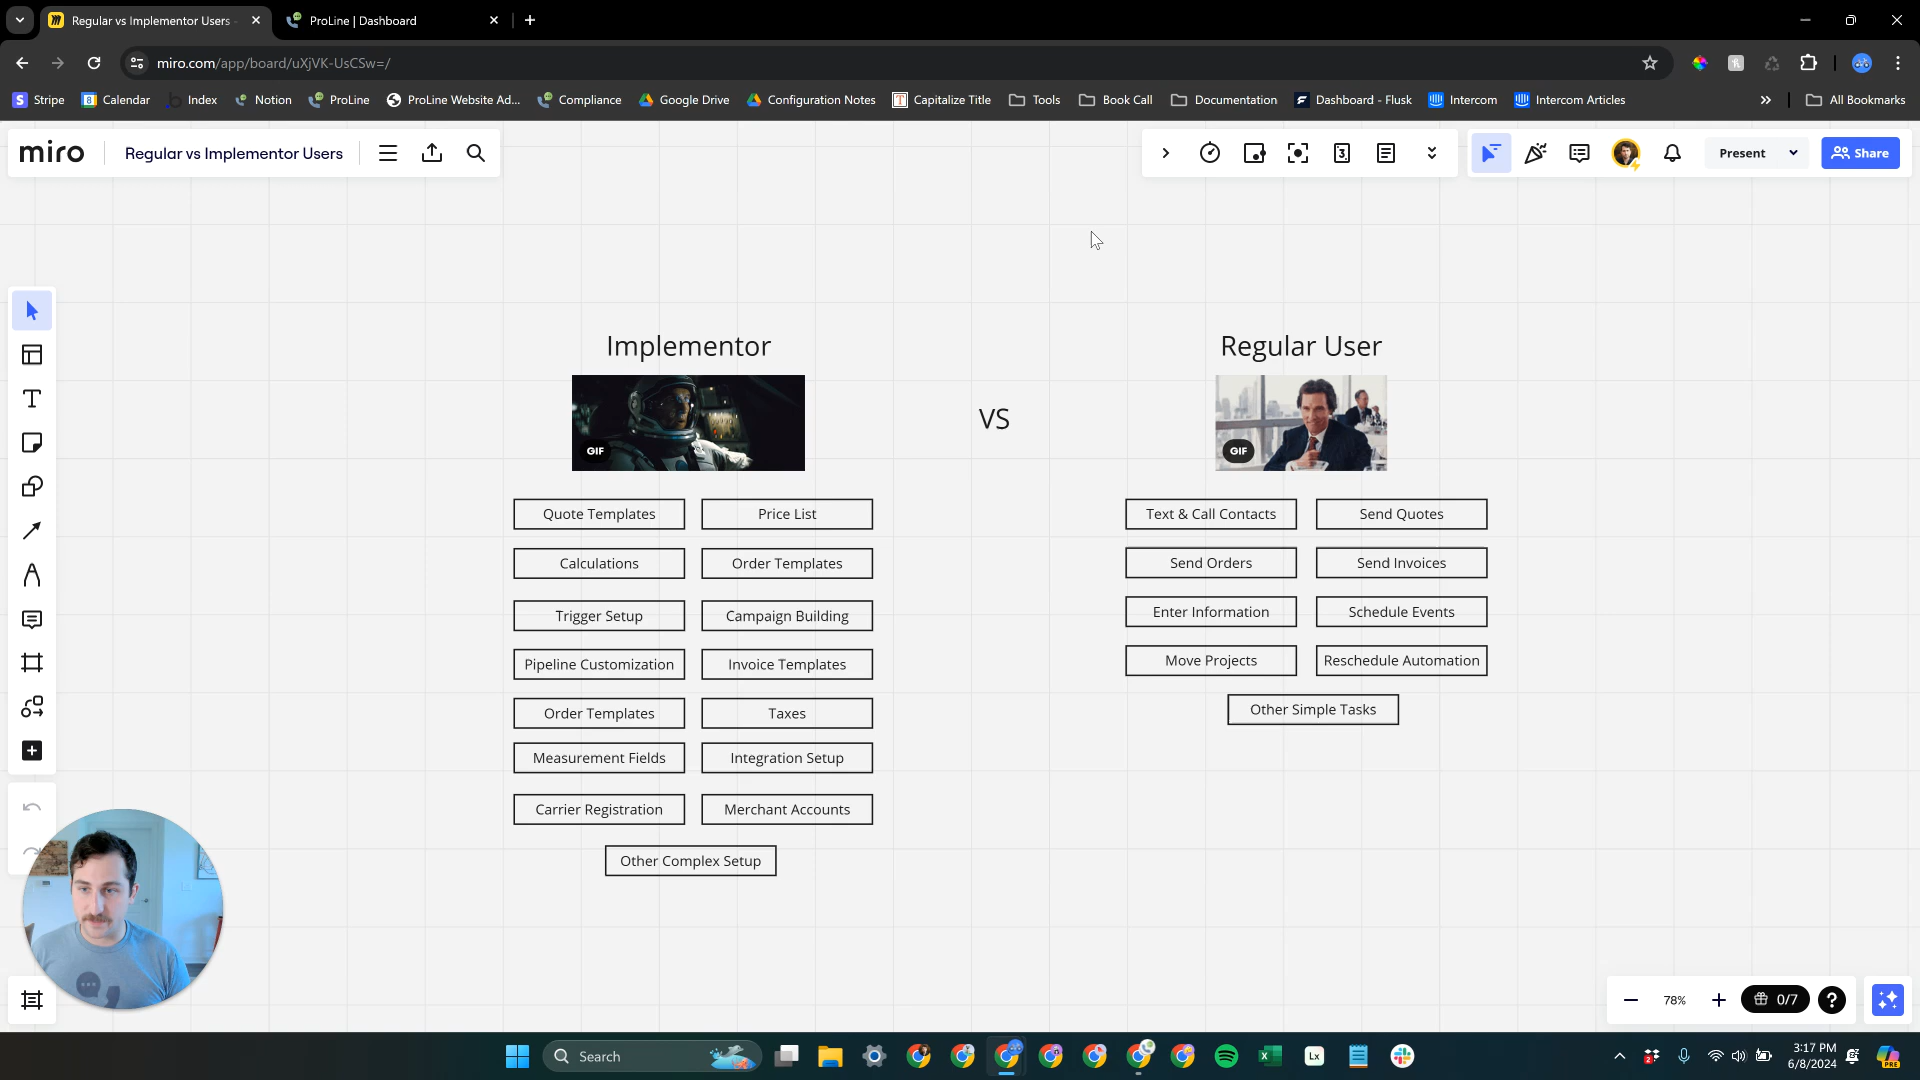 Regular vs Implementor Users
ProLine | Dashboard
miro.com/app/board/uXjVK-UsCSw=/
Stripe
Calendar
Index
Notion
ProLine
ProLine Website Ad...
Compliance
Google Drive
Configuration Notes
Capitalize Title
Tools
Book Call
Documentation
Dashboard - Flusk
Intercom
Intercom Articles
All Bookmarks
miro
Regular vs Implementor Users
Present
Share
Implementor
Regular User
GIF
VS
GIF
Quote Templates
Price List
Text & Call Contacts
Send Quotes
Calculations
Order Templates
Send Orders
Send Invoices
Trigger Setup
Campaign Building
Enter Information
Schedule Events
Pipeline Customization
Invoice Templates
Move Projects
Reschedule Automation
Order Templates
Taxes
Other Simple Tasks
Measurement Fields
Integration Setup
Carrier Registration
Merchant Accounts
Other Complex Setup
78%
0/7
Search
Lx
2
3:17 PM
6/8/2024
PRE